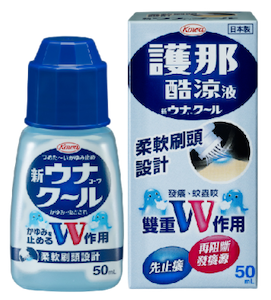 Kowa
つめた〜いかゆみ止め
新ウナ
コーワ
クール
かゆみ・虫さされ
かゆみを
止める
W作用
柔軟刷頭設計
50mL
Kowa
日本製
護那
酷涼液
新ウナコーワクール
柔軟刷頭
設計
發癢、蚊蟲咬
雙重W作用
先止癢
再阻斷
發癢源
50mL